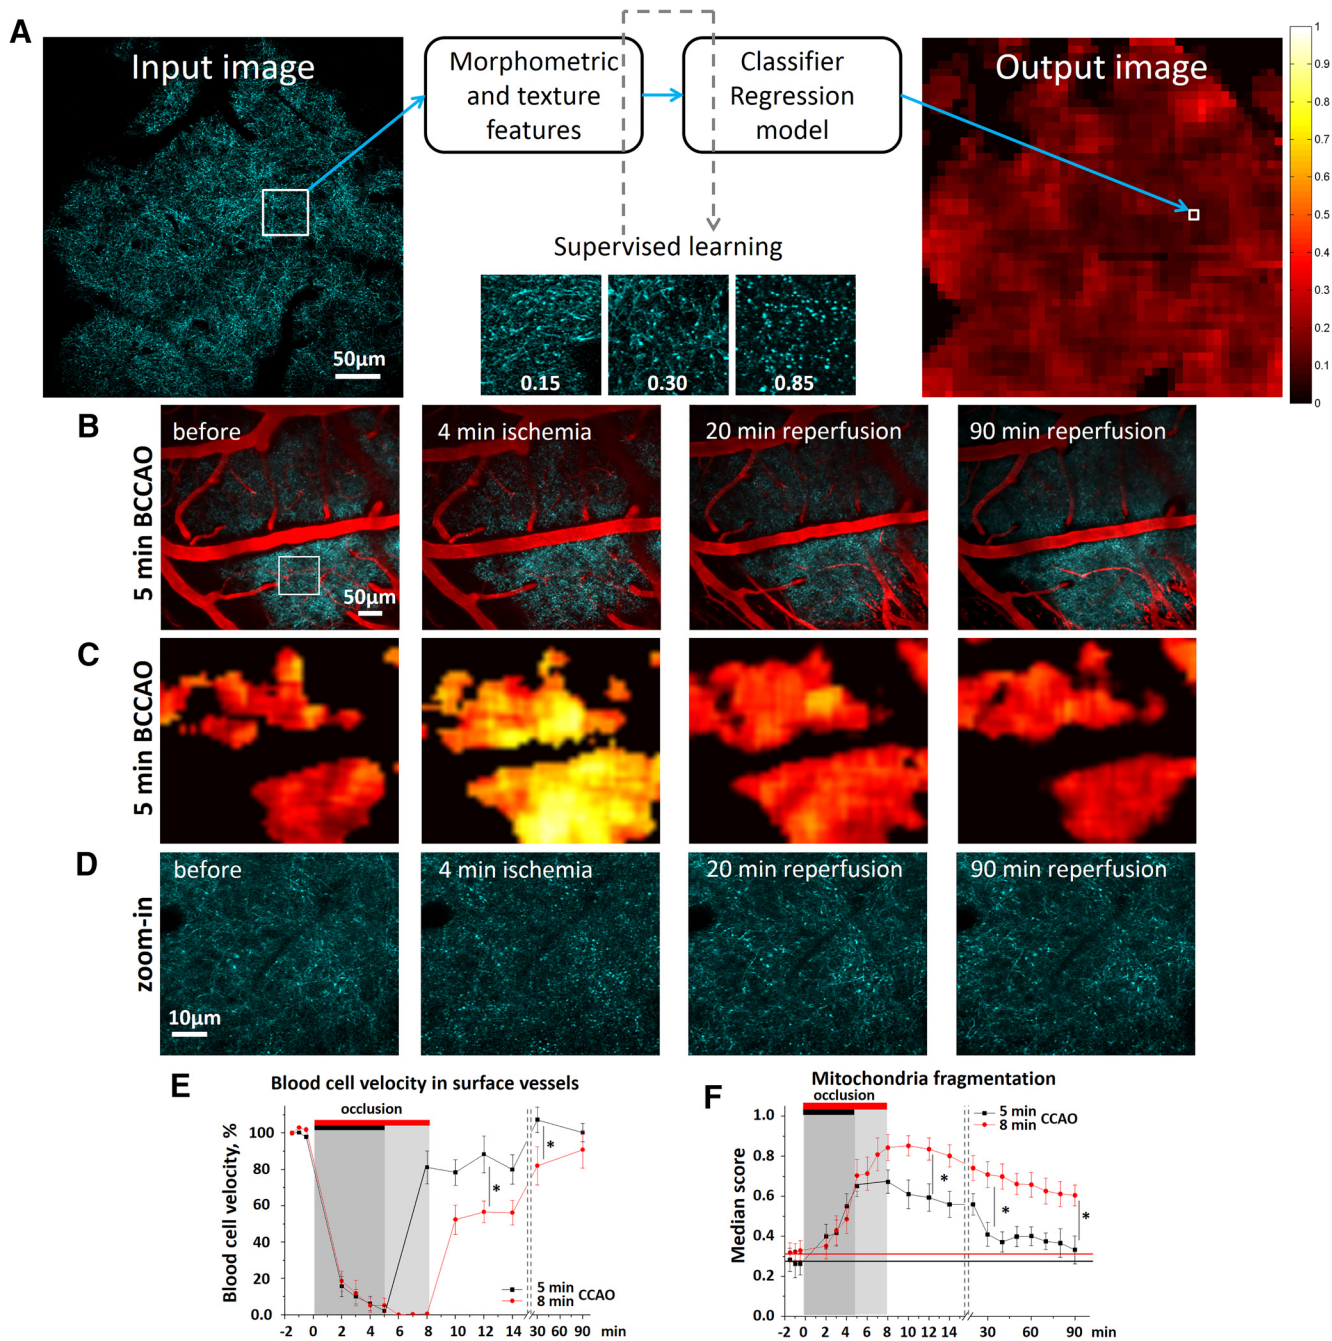 A
Input image
50μm
Morphometric
and texture
features
Classifier
Regression
model
Supervised learning
0.15
0.30
0.85
Output image
1
0.9
0.8
0.7
0.6
0.5
0.4
0.3
0.2
0.1
0
B
5 min BCCAO
before
50μm
4 min ischemia
20 min reperfusion
90 min reperfusion
C
5 min BCCAO
D
zoom-in
before
10μm
4 min ischemia
20 min reperfusion
90 min reperfusion
E
Blood cell velocity in surface vessels
occlusion
Blood cell velocity, %
100
80
60
40
20
0.0
*
*
5 min CCAO
8 min
-2 0 2 4 6 8 10 12 14 30 60 90 min
F
Mitochondria fragmentation
occlusion
Median score
1.0
0.8
0.6
0.4
0.2
0.0
5 min CCAO
8 min
*
*
*
-2 0 2 4 6 8 10 12 14 30 50 70 90 min